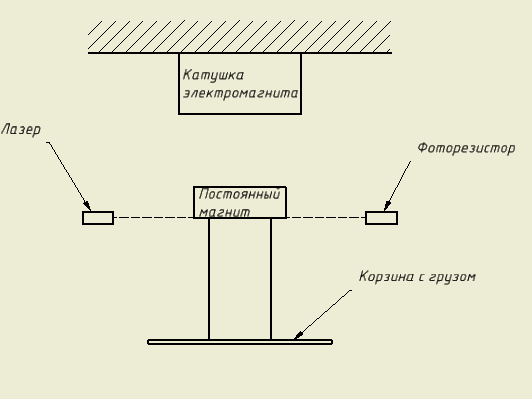 Катушка
электромагнита
Лазер
Фоторезистор
Постоянный
магнит
Корзина с грузом